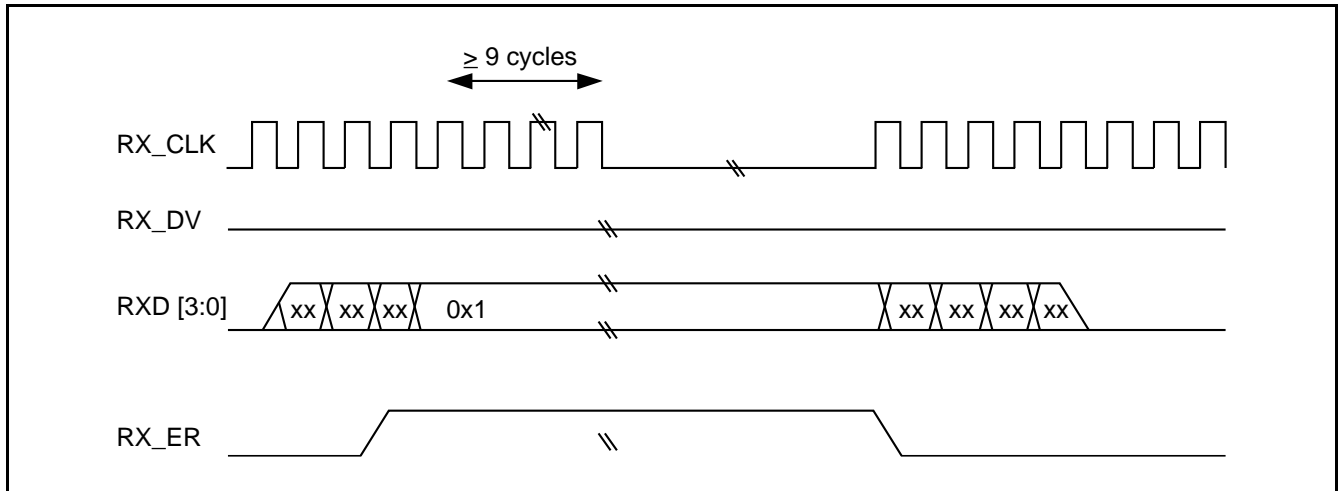 ≥ 9 cycles
RX_CLK
RX_DV
RXD [3:0]
xx xx xx 0x1 xx xx xx xx
RX_ER